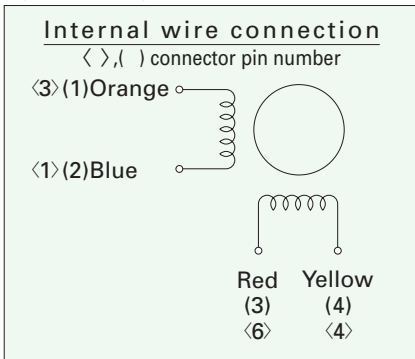 Internal wire connection
〈 〉,( ) connector pin number
〈3〉(1)Orange
〈1〉(2)Blue
Red Yellow
(3) (4)
〈6〉 〈4〉